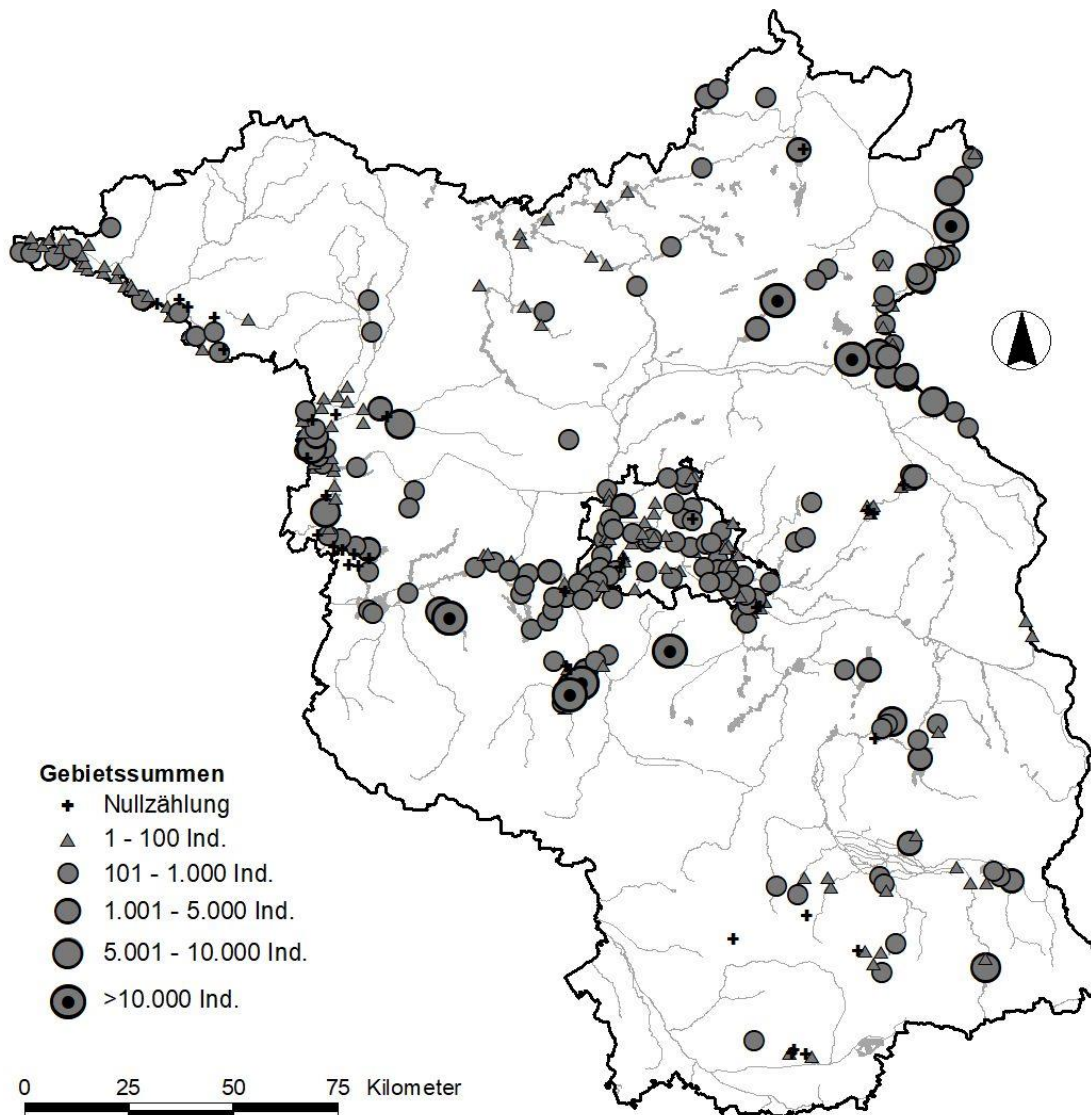 Gebietssummen
Nullzählung
1 - 100 Ind.
101 - 1.000 Ind.
1.001 - 5.000 Ind.
5.001 - 10.000 Ind.
>10.000 Ind.
0 25 50 75 Kilometer